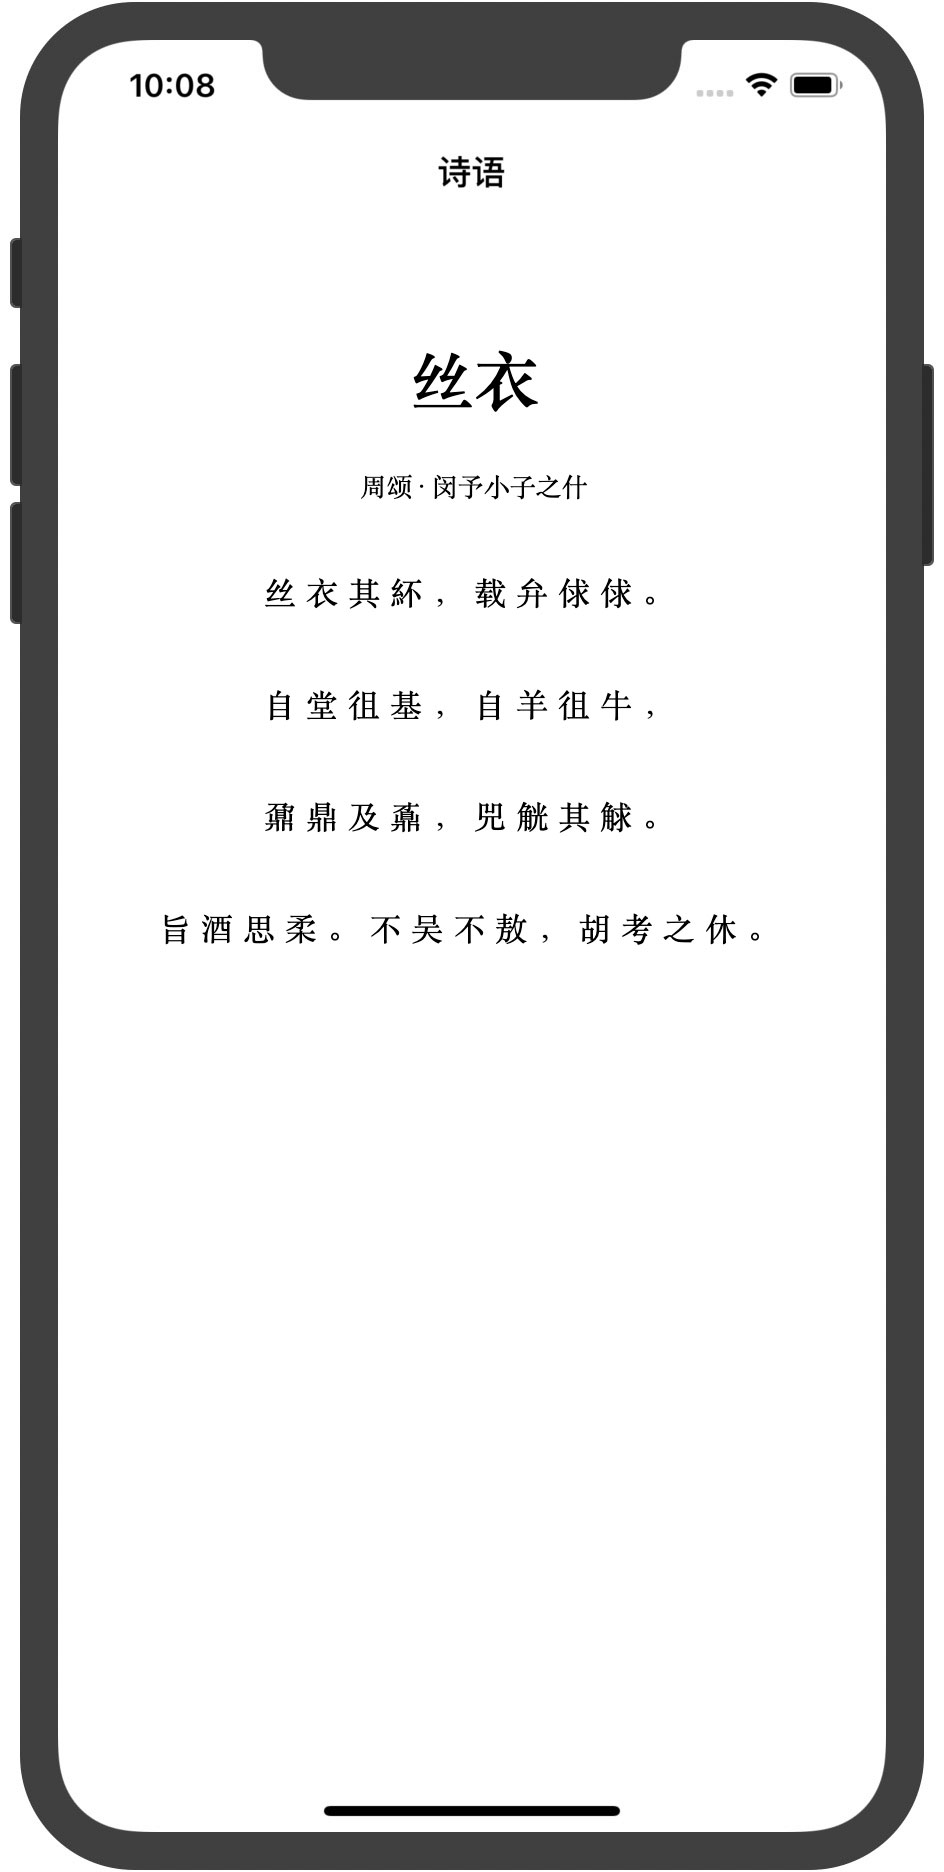 10:08
诗语
丝衣
周颂·闵予小子之什
丝衣其紑，载弁俅俅。
自堂徂基，自羊徂牛，
鼐鼎及鼒，兕觥其觩。
旨酒思柔。不吴不敖，胡考之休。